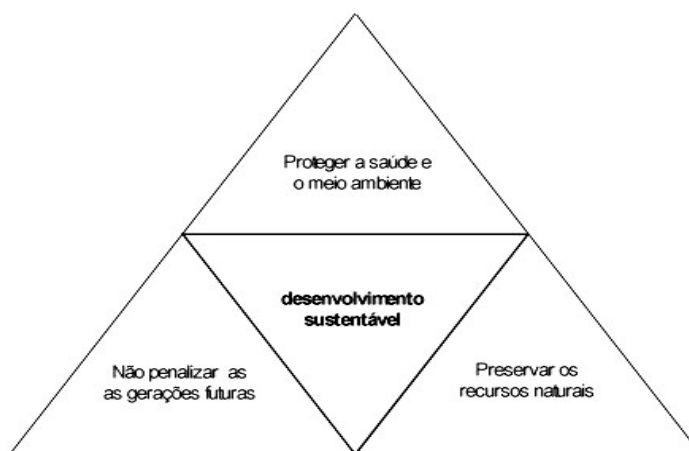 Proteger a saúde e
o meio ambiente
desenvolvimento
sustentável
Não penalizar as
as gerações futuras
Preservar os
recursos naturais